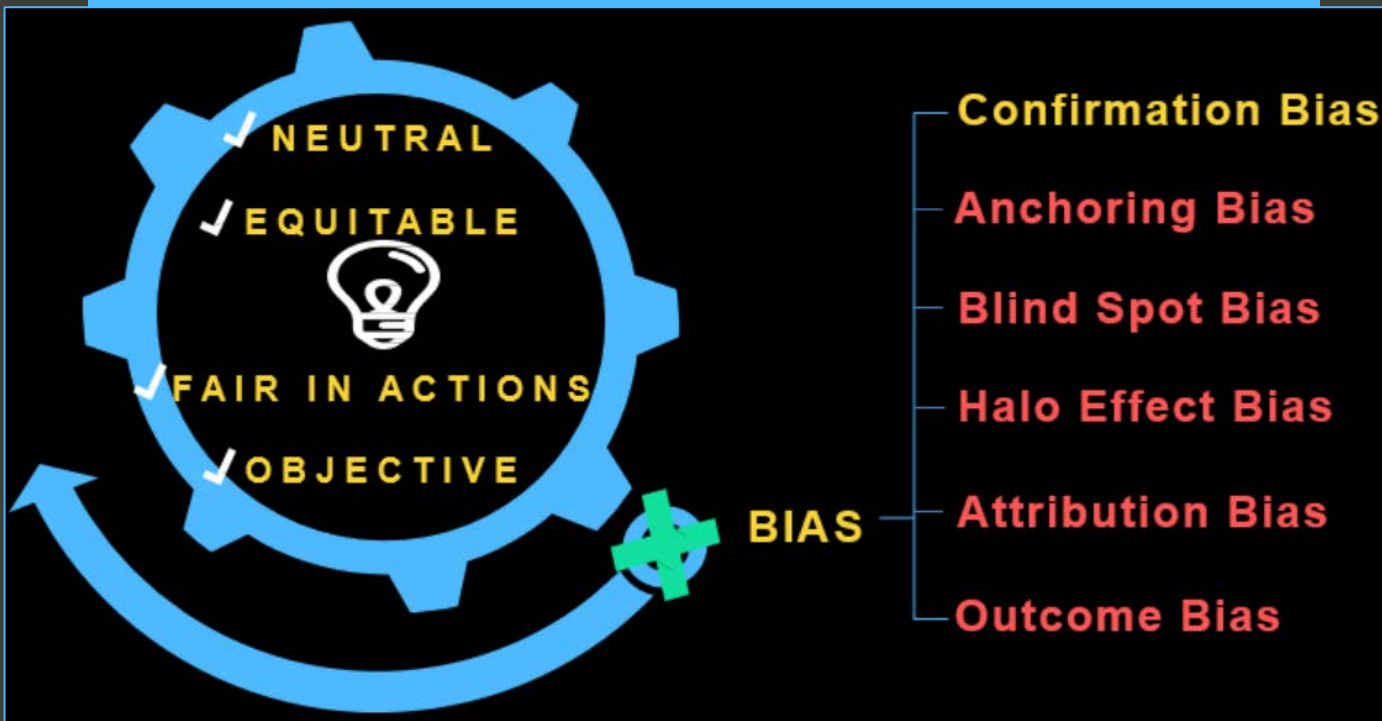 NEUTRAL
EQUITABLE
FAIR IN ACTIONS
OBJECTIVE
BIAS
Confirmation Bias
Anchoring Bias
Blind Spot Bias
Halo Effect Bias
Attribution Bias
Outcome Bias